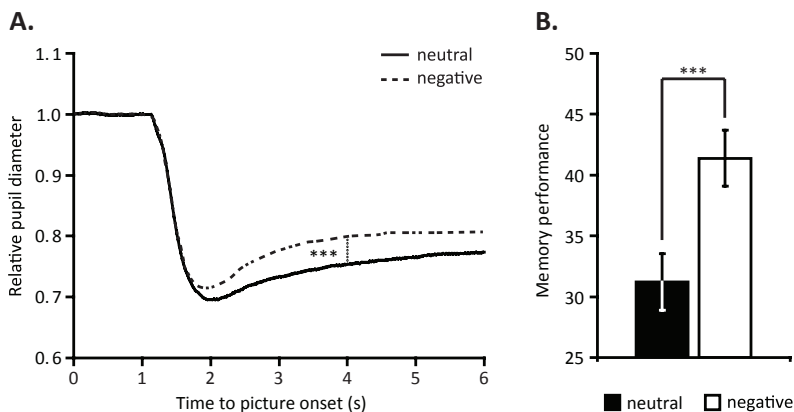 A.
1.1
1.0
0.9
0.8
0.7
0.6
Relative pupil diameter
neutral
negative
***
0 1 2 3 4 5 6
Time to picture onset (s)
B.
50
45
40
35
30
25
Memory performance
***
neutral negative